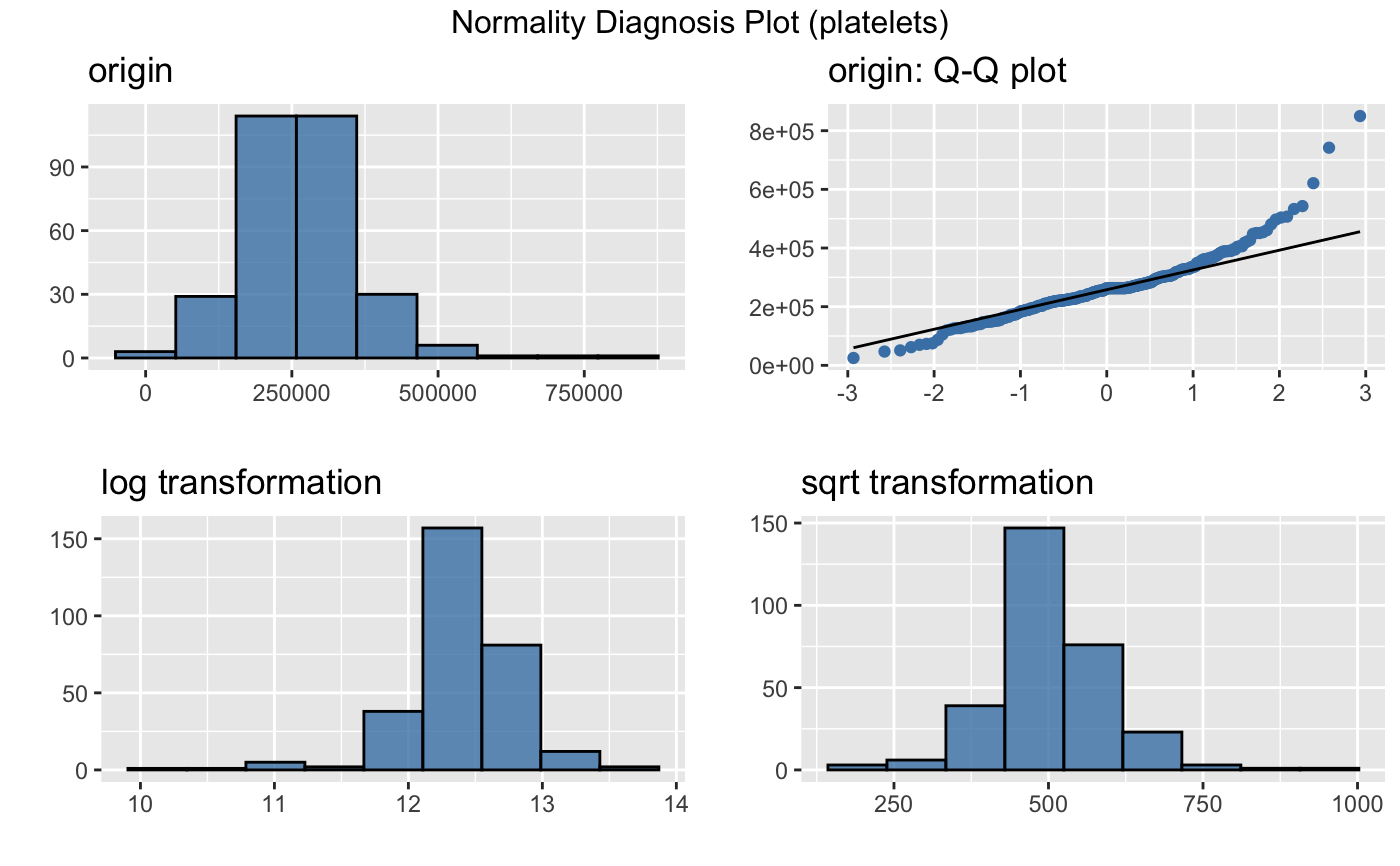 Normality Diagnosis Plot (platelets)
origin
90
60
30
0
0 250000 500000 750000
origin: Q-Q plot
8e+05
6e+05
4e+05
2e+05
0e+00
-3 -2 -1 0 1 2 3
log transformation
150
100
50
0
10 11 12 13 14
sqrt transformation
150
100
50
0
250 500 750 1000